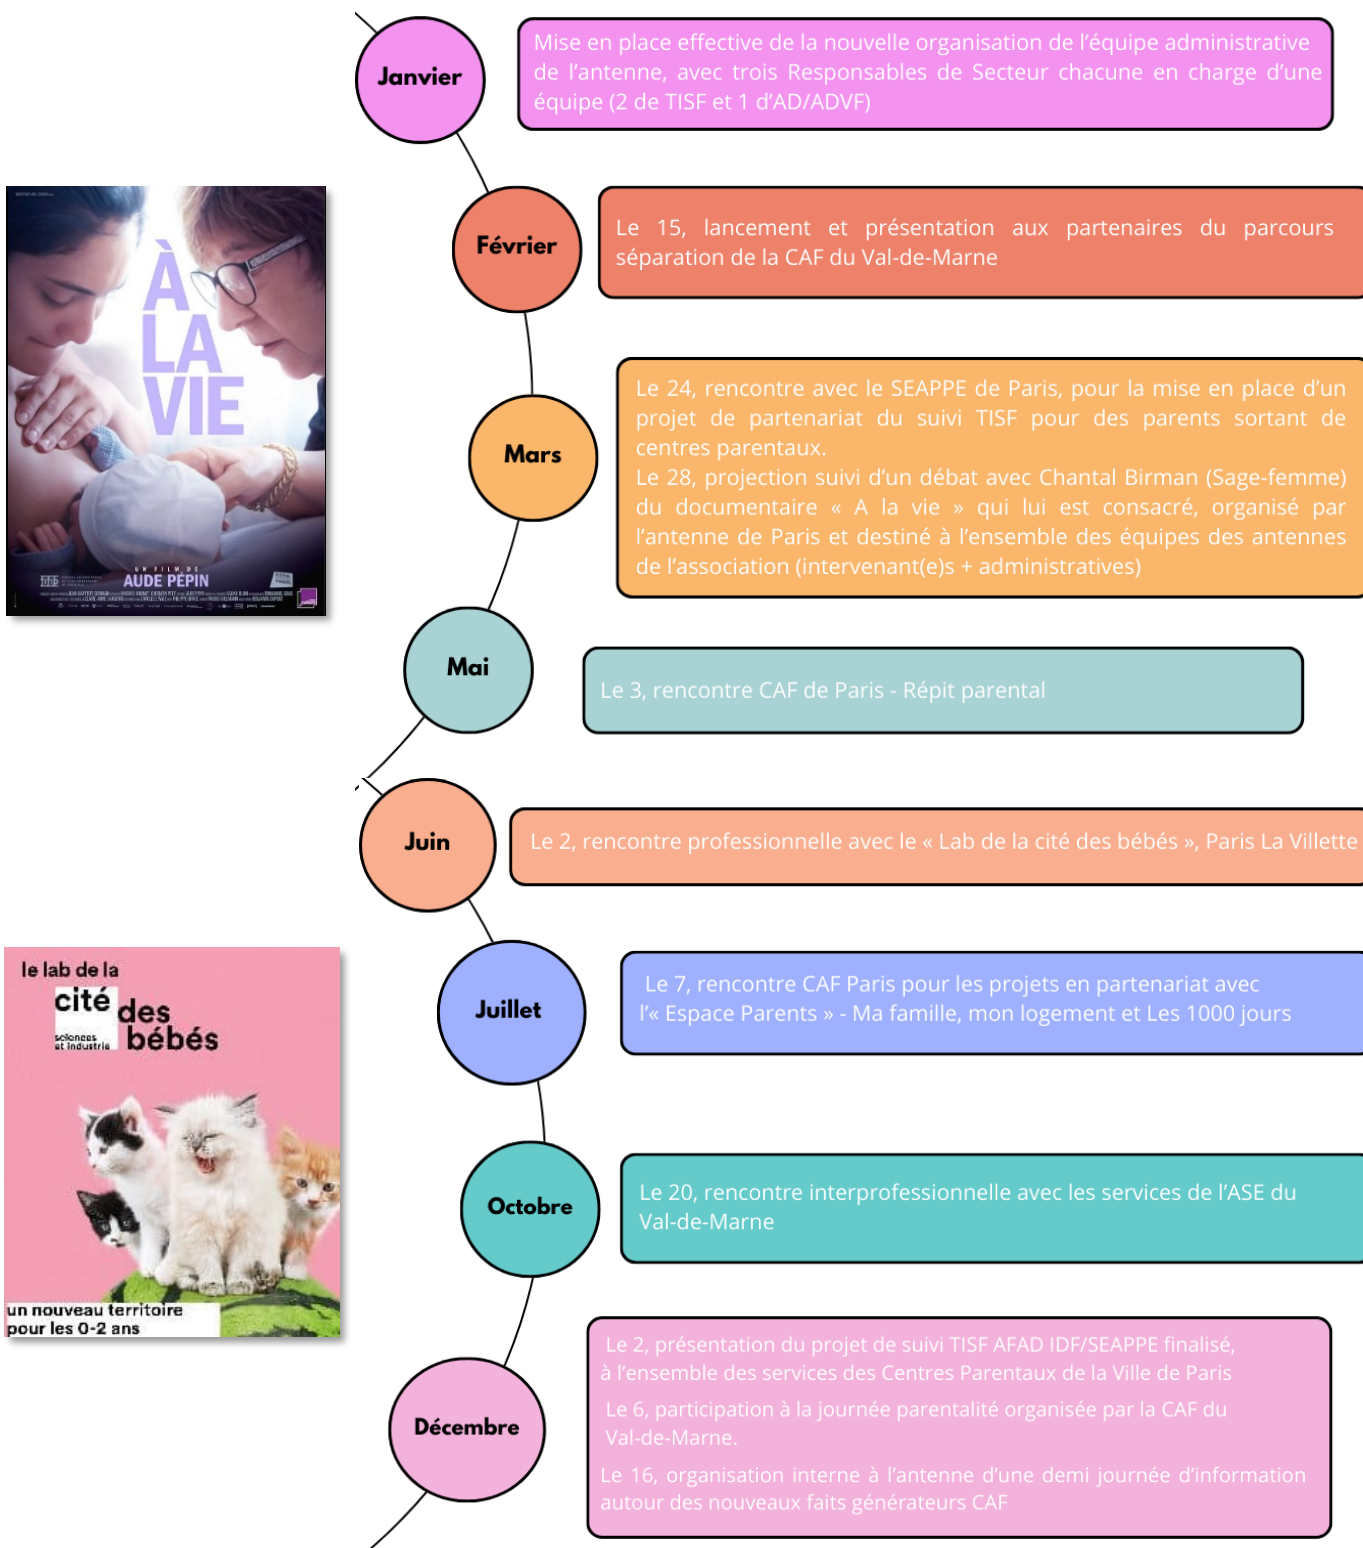 Janvier
Mise en place effective de la nouvelle organisation de l’équipe administrative
de l’antenne, avec trois Responsables de Secteur chacune en charge d’une
équipe (2 de TISF et 1 d’AD/ADVF)
Février
Le 15, lancement et présentation aux partenaires du parcours
séparation de la CAF du Val-de-Marne
À
LA
VIE
UN FILM DE
AUDE PÉPIN
Mars
Le 24, rencontre avec le SEAPPE de Paris, pour la mise en place d’un
projet de partenariat du suivi TISF pour des parents sortant de
centres parentaux.
Le 28, projection suivi d’un débat avec Chantal Birman (Sage-femme)
du documentaire « A la vie » qui lui est consacré, organisé par
l’antenne de Paris et destiné à l’ensemble des équipes des antennes
de l’association (intervenant(e)s + administratives)
Mai
Le 3, rencontre CAF de Paris - Répit parental
Juin
Le 2, rencontre professionnelle avec le « Lab de la cité des bébés », Paris La Villette
le lab de la
cité des
bébés
sciences
et industrie
un nouveau territoire
pour les 0-2 ans
Juillet
Le 7, rencontre CAF Paris pour les projets en partenariat avec
l’« Espace Parents » - Ma famille, mon logement et Les 1000 jours
Octobre
Le 20, rencontre interprofessionnelle avec les services de l’ASE du
Val-de-Marne
Décembre
Le 2, présentation du projet de suivi TISF AFAD IDF/SEAPPE finalisé,
à l’ensemble des services des Centres Parentaux de la Ville de Paris
Le 6, participation à la journée parentalité organisée par la CAF du
Val-de-Marne.
Le 16, organisation interne à l’antenne d’une demi journée d’information
autour des nouveaux faits générateurs CAF